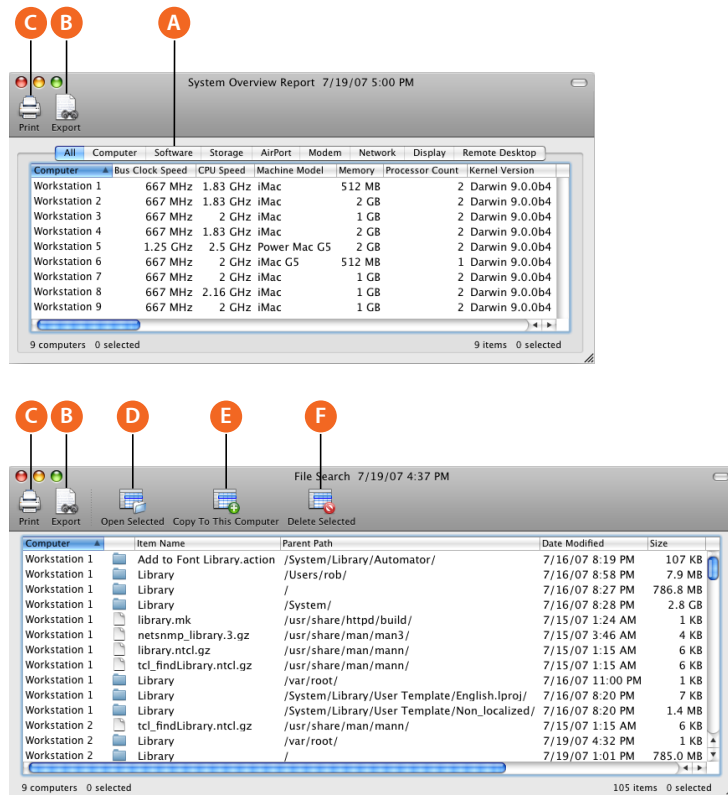 C B A
System Overview Report 7/19/07 5:00 PM
Print Export
All Computer Software Storage AirPort Modem Network Display Remote Desktop
Computer Bus Clock Speed CPU Speed Machine Model Memory Processor Count Kernel Version
Workstation 1 667 MHz 1.83 GHz iMac 512 MB 2 Darwin 9.0.0b4
Workstation 2 667 MHz 1.83 GHz iMac 2 GB 2 Darwin 9.0.0b4
Workstation 3 667 MHz 2 GHz iMac 1 GB 2 Darwin 9.0.0b4
Workstation 4 667 MHz 1.83 GHz iMac 2 GB 2 Darwin 9.0.0b4
Workstation 5 1.25 GHz 2.5 GHz Power Mac G5 2 GB 2 Darwin 9.0.0b4
Workstation 6 667 MHz 2 GHz iMac G5 512 MB 1 Darwin 9.0.0b4
Workstation 7 667 MHz 2 GHz iMac 1 GB 2 Darwin 9.0.0b4
Workstation 8 667 MHz 2.16 GHz iMac 1 GB 2 Darwin 9.0.0b4
Workstation 9 667 MHz 2 GHz iMac 1 GB 2 Darwin 9.0.0b4
9 computers 0 selected 9 items 0 selected
C B D E F
File Search 7/19/07 4:37 PM
Print Export Open Selected Copy To This Computer Delete Selected
Computer Item Name Parent Path Date Modified Size
Workstation 1 Add to Font Library.action /System/Library/Automator/ 7/16/07 8:19 PM 107 KB
Workstation 1 Library /Users/rob/ 7/16/07 8:58 PM 7.9 MB
Workstation 1 Library / 7/16/07 8:27 PM 786.8 MB
Workstation 1 Library /System/ 7/16/07 8:28 PM 2.8 GB
Workstation 1 library.mk /usr/share/httpd/build/ 7/15/07 1:24 AM 1 KB
Workstation 1 netsnmp_library.3.gz /usr/share/man/man3/ 7/15/07 3:46 AM 4 KB
Workstation 1 library.ntcl.gz /usr/share/man/mann/ 7/15/07 1:15 AM 6 KB
Workstation 1 tcl_findLibrary.ntcl.gz /usr/share/man/mann/ 7/15/07 1:15 AM 6 KB
Workstation 1 Library /var/root/ 7/16/07 11:00 PM 1 KB
Workstation 1 Library /System/Library/User Template/English.lproj/ 7/16/07 8:20 PM 7 KB
Workstation 1 Library /System/Library/User Template/Non_localized/ 7/16/07 8:20 PM 1.4 MB
Workstation 2 tcl_findLibrary.ntcl.gz /usr/share/man/mann/ 7/15/07 1:15 AM 6 KB
Workstation 2 Library /var/root/ 7/19/07 4:32 PM 1 KB
Workstation 2 Library / 7/19/07 1:01 PM 785.0 MB
9 computers 0 selected 105 items 0 selected